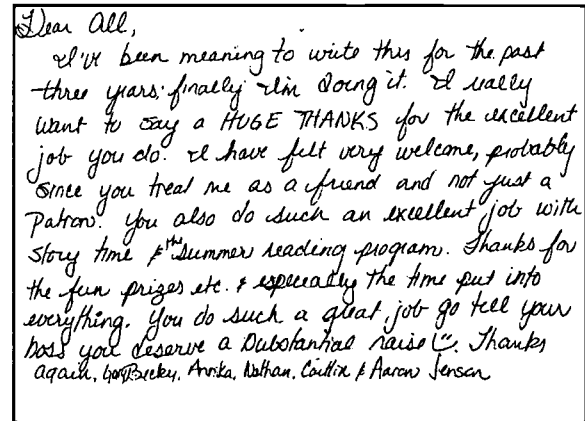 Dear All,
I've been meaning to write this for the past
three years; finally I'm doing it. I really
want to say a HUGE THANKS for the excellent
job you do. I have felt very welcome, probably
since you treat me as a friend and not just a
Patron. You also do such an excellent job with
story time & the summer reading program. Thanks for
the fun prizes etc. & especially the time put into
everything. You do such a great job go tell your
boss you deserve a Substantial raise. Thanks
again, Becky, Annika, Nathan, Caitlin & Aaron Jenson